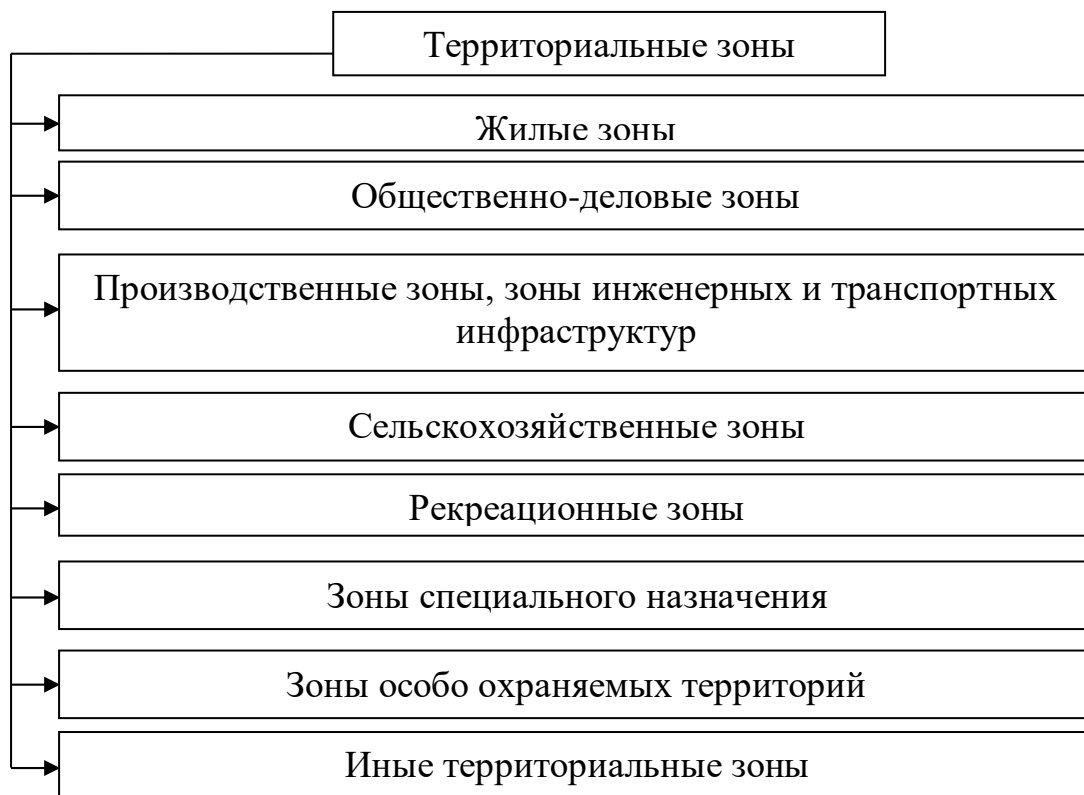 Территориальные зоны
Жилые зоны
Общественно-деловые зоны
Производственные зоны, зоны инженерных и транспортных
инфраструктур
Сельскохозяйственные зоны
Рекреационные зоны
Зоны специального назначения
Зоны особо охраняемых территорий
Иные территориальные зоны